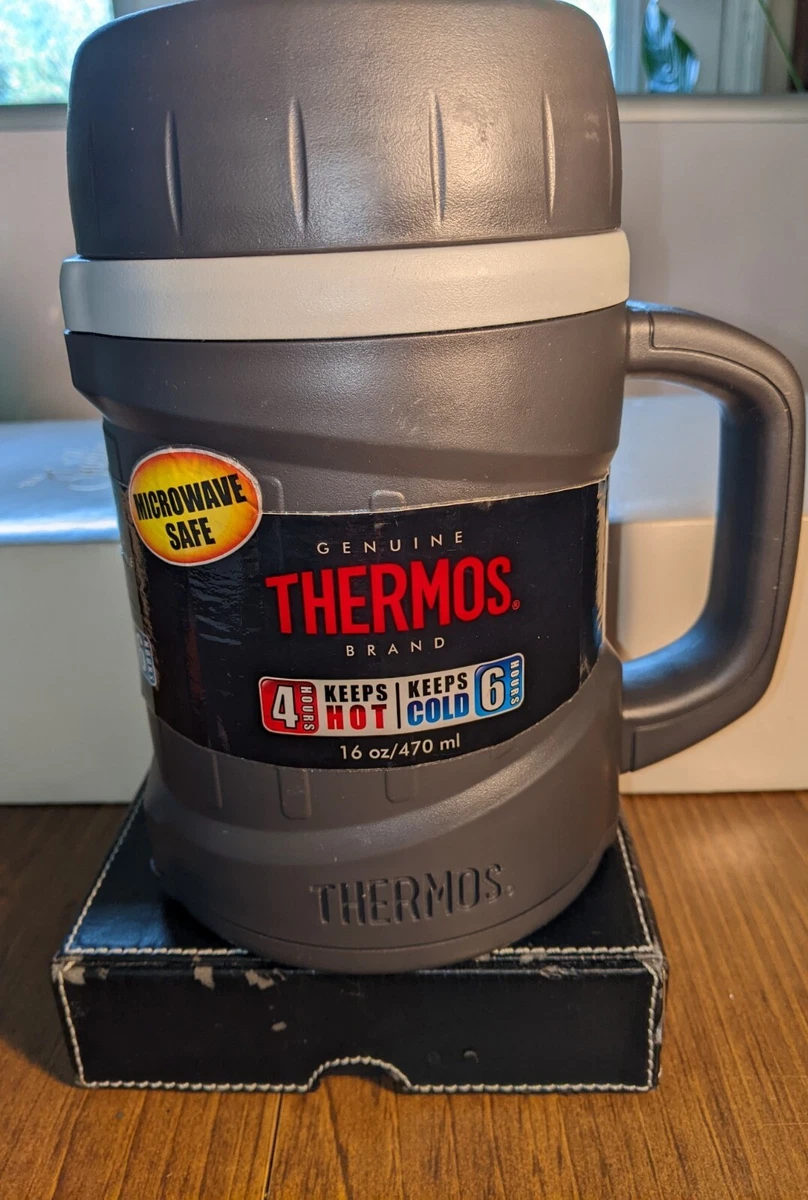 MICROWAVE
SAFE
GENUINE
THERMOS®
BRAND
4 HOURS KEEPS HOT | KEEPS COLD 6 HOURS
16 oz/470 ml
THERMOS.